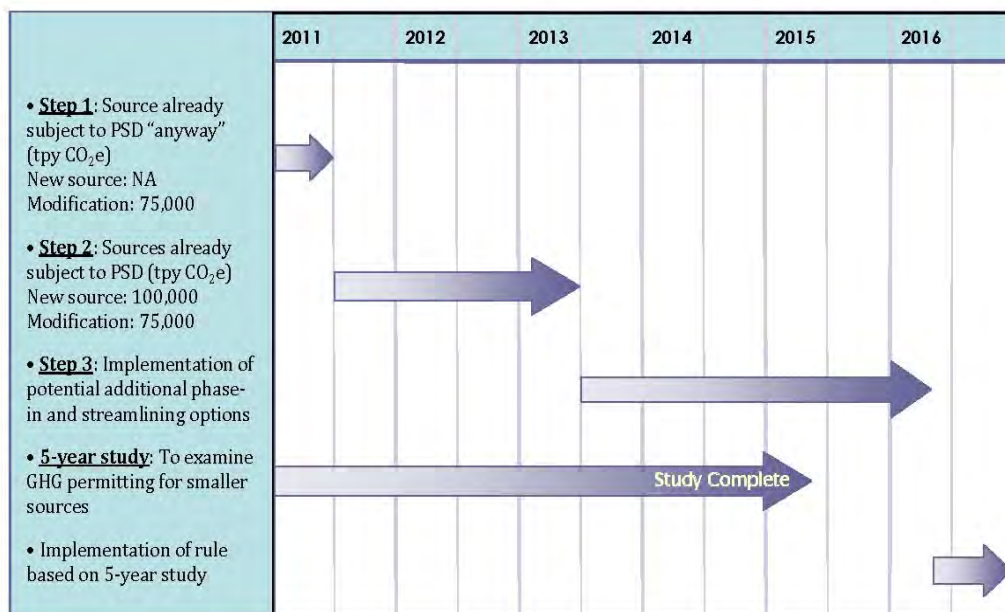 2011 2012 2013 2014 2015 2016
• Step 1: Source already
subject to PSD “anyway”
(tpy CO₂e)
New source: NA
Modification: 75,000
• Step 2: Sources already
subject to PSD (tpy CO₂e)
New source: 100,000
Modification: 75,000
• Step 3: Implementation of
potential additional phase-
in and streamlining options
• 5-year study: To examine
GHG permitting for smaller
sources
Study Complete
• Implementation of rule
based on 5-year study